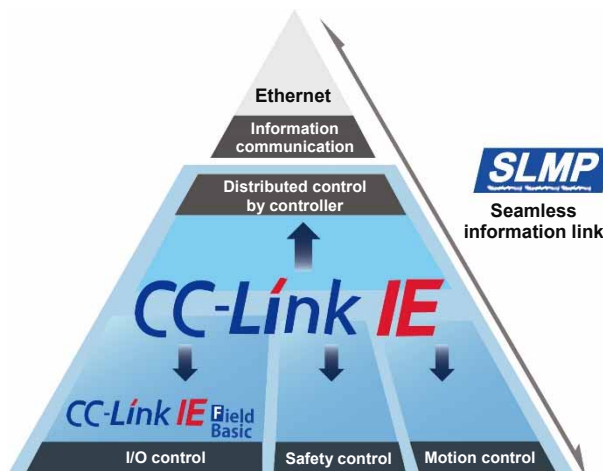 Ethernet
Information
communication
Distributed control
by controller
SLMP
Seamless
information link
CC-Link IE
CC-Link IE Field
Basic
I/O control
Safety control
Motion control